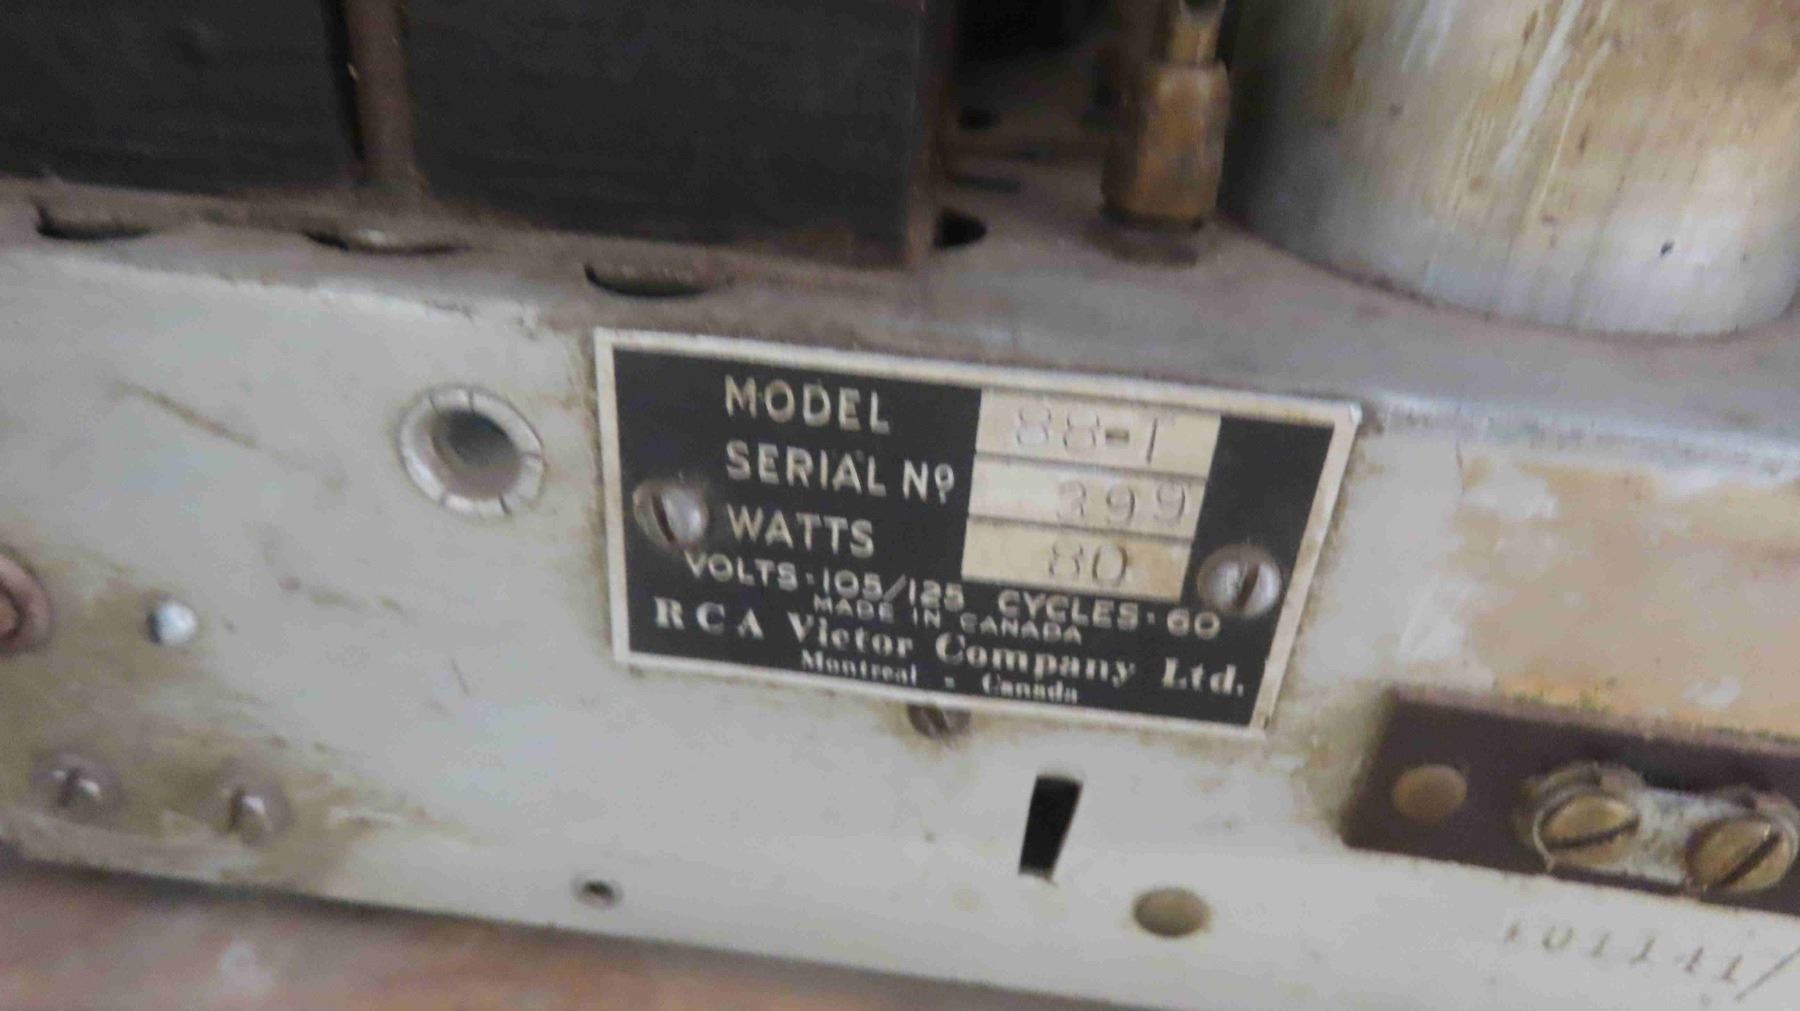 MODEL 88-T
SERIAL Nº 399
WATTS 80
VOLTS·105/125 CYCLES·60
MADE IN CANADA
RCA Victor Company Ltd.
Montreal - Canada